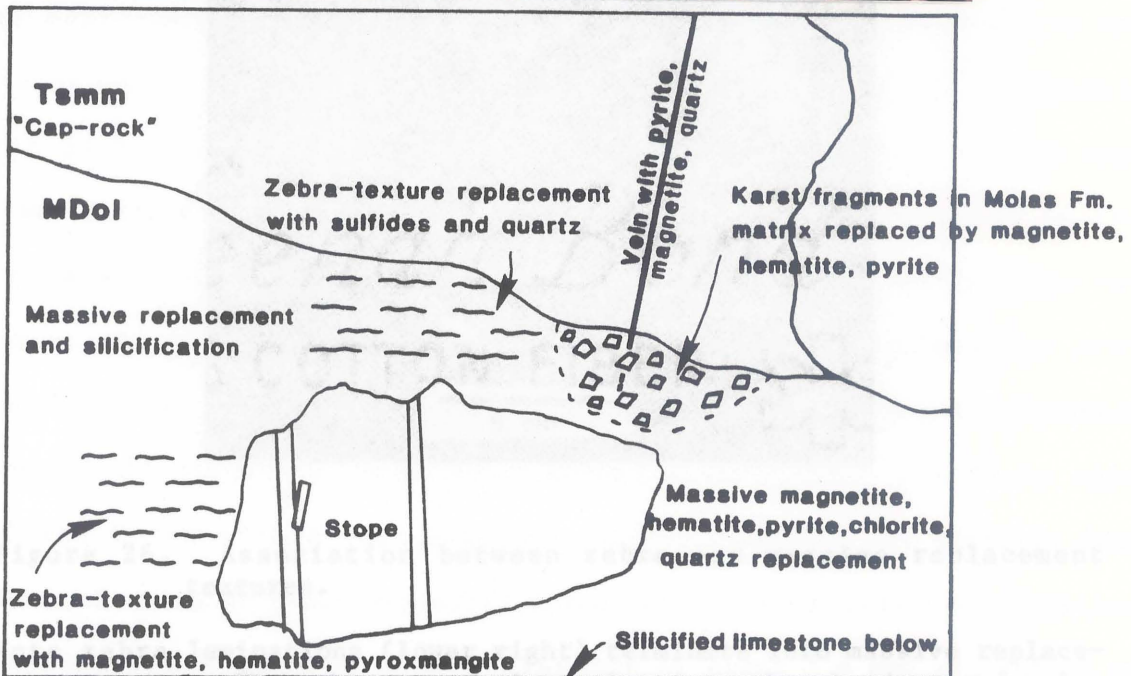 Tsmm
"Cap-rock"
MDol
Zebra-texture replacement
with sulfides and quartz
Vein with pyrite,
magnetite, quartz
Karst fragments in Molas Fm.
matrix replaced by magnetite,
hematite, pyrite
Massive replacement
and silicification
Stope
Massive magnetite,
hematite,pyrite,chlorite,
quartz replacement
Zebra-texture
replacement
with magnetite, hematite, pyroxmangite
Silicified limestone below